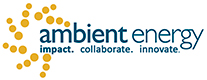 ambient energy
impact. collaborate. innovate.